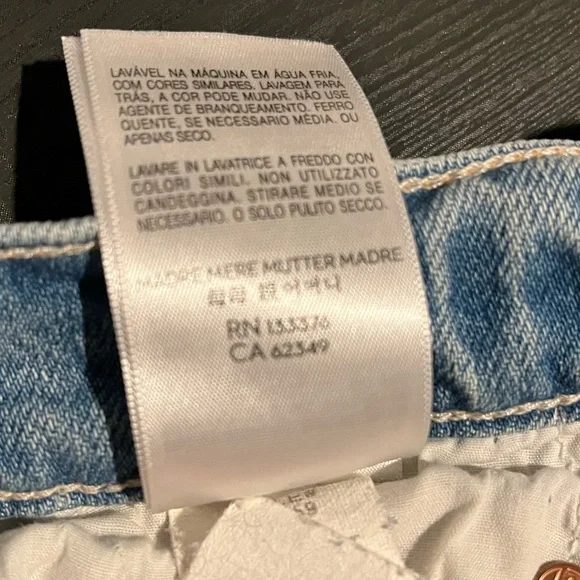 LAVÁVEL NA MÁQUINA EM ÁGUA FRIA,
COM CORES SIMILARES, LAVAGEM PARA
TRÁS, A COR PODE MUDAR. NÃO USE
AGENTE DE BRANQUEAMENTO. FERRO
QUENTE, SE NECESSARIO MÉDIA. OU
APENAS SECO.
LAVARE IN LAVATRICE A FREDDO CON
COLORI SIMILI. NON UTILIZZATO
CANDEGGINA. STIRARE MEDIO SE
NECESSARIO. O SOLO PULITO SECCO.
MADRE MERE MUTTER MADRE
RN 133376
CA 62349